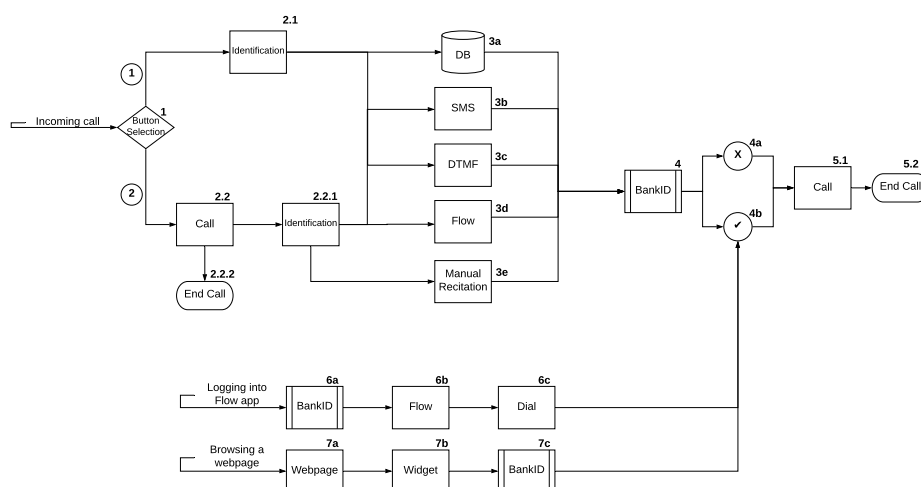 2.1
Identification
3a
DB
1
3b
SMS
Incoming call
1
Button
Selection
3c
DTMF
4a
X
4
BankID
5.1
Call
5.2
End Call
2
2.2
Call
2.2.1
Identification
3d
Flow
4b
✔
2.2.2
End Call
3e
Manual
Recitation
Logging into
Flow app
6a
BankID
6b
Flow
6c
Dial
Browsing a
webpage
7a
Webpage
7b
Widget
7c
BankID